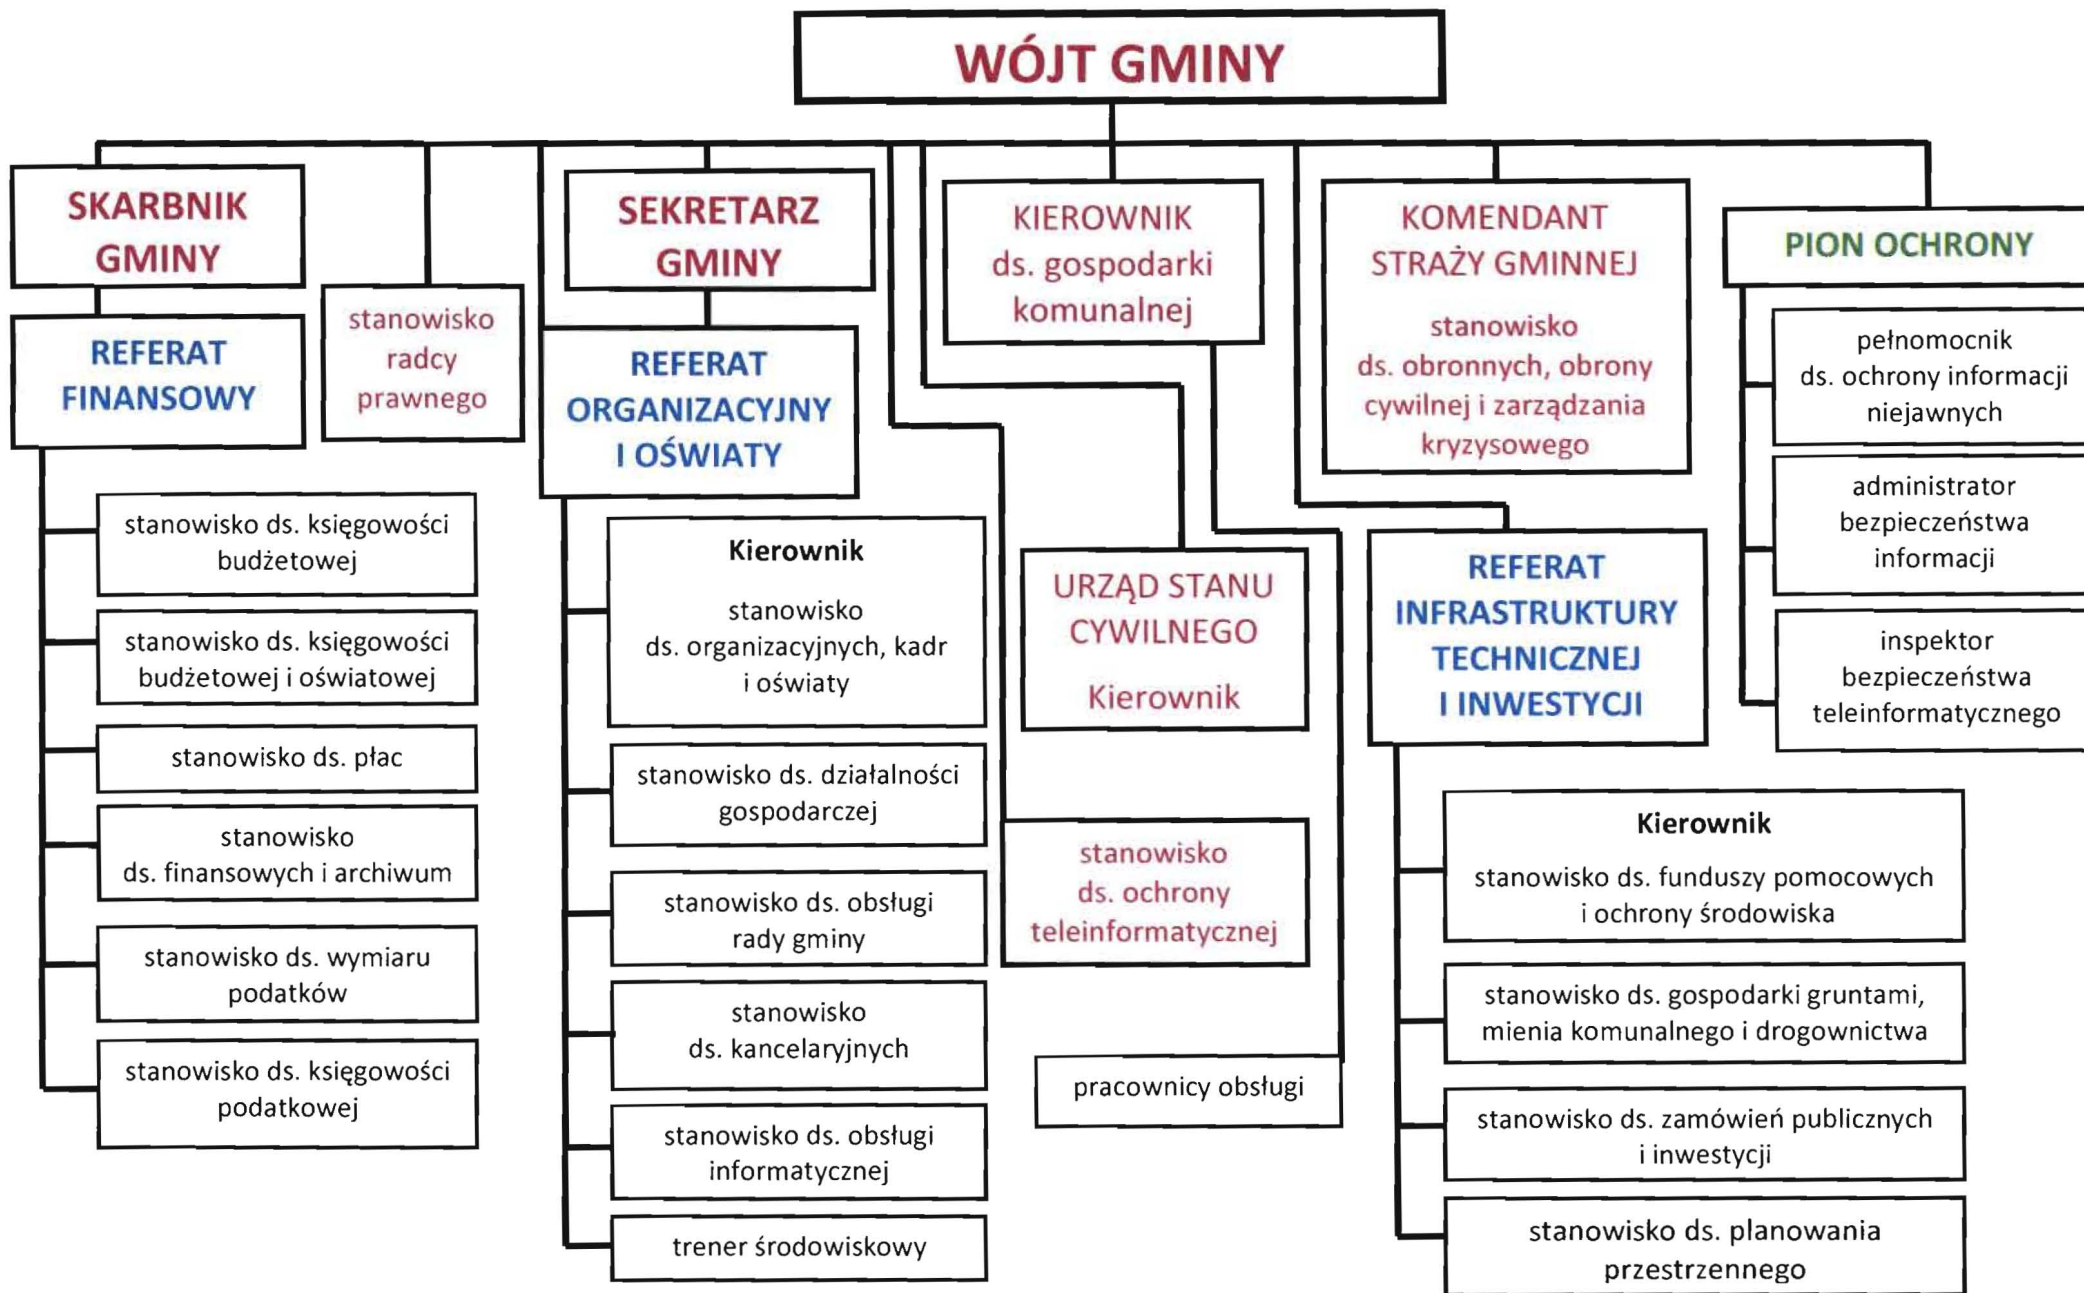 WÓJT GMINY
SKARBNIK
GMINY
REFERAT
FINANSOWY
stanowisko ds. księgowości
budżetowej
stanowisko ds. księgowości
budżetowej i oświatowej
stanowisko ds. płac
stanowisko
ds. finansowych i archiwum
stanowisko ds. wymiaru
podatków
stanowisko ds. księgowości
podatkowej
stanowisko
radcy
prawnego
SEKRETARZ
GMINY
REFERAT
ORGANIZACYJNY
I OŚWIATY
Kierownik
stanowisko
ds. organizacyjnych, kadr
i oświaty
stanowisko ds. działalności
gospodarczej
stanowisko ds. obsługi
rady gminy
stanowisko
ds. kancelaryjnych
stanowisko ds. obsługi
informatycznej
trener środowiskowy
KIEROWNIK
ds. gospodarki
komunalnej
URZĄD STANU
CYWILNEGO
Kierownik
stanowisko
ds. ochrony
teleinformatycznej
pracownicy obsługi
KOMENDANT
STRAŻY GMINNEJ
stanowisko
ds. obronnych, obrony
cywilnej i zarządzania
kryzysowego
REFERAT
INFRASTRUKTURY
TECHNICZNEJ
I INWESTYCJI
Kierownik
stanowisko ds. funduszy pomocowych
i ochrony środowiska
stanowisko ds. gospodarki gruntami,
mienia komunalnego i drogownictwa
stanowisko ds. zamówień publicznych
i inwestycji
stanowisko ds. planowania
przestrzennego
PION OCHRONY
pełnomocnik
ds. ochrony informacji
niejawnych
administrator
bezpieczeństwa
informacji
inspektor
bezpieczeństwa
teleinformatycznego